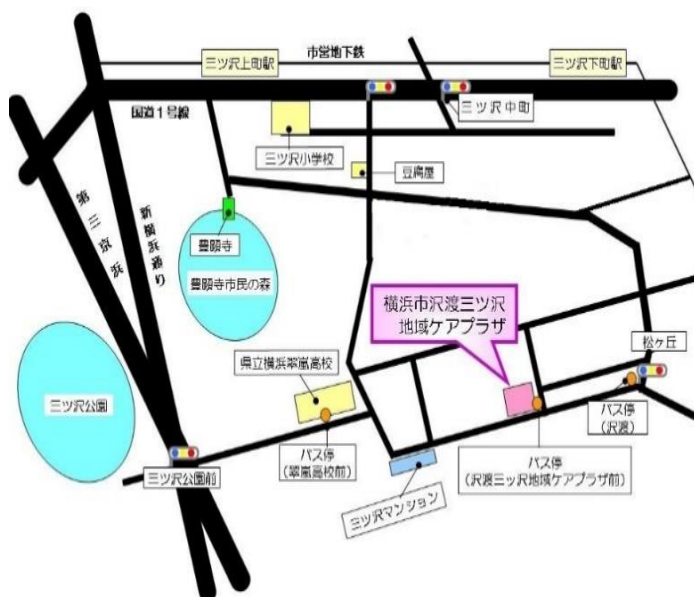 市営地下鉄
三ツ沢上町駅
三ツ沢下町駅
国道1号線
三ツ沢中町
三ツ沢小学校
豆腐屋
第三京浜
新横浜通り
豊顕寺
豊顕寺市民の森
横浜市沢渡三ツ沢
地域ケアプラザ
松ヶ丘
県立横浜翠嵐高校
三ツ沢公園
バス停
(沢渡)
バス停
(翠嵐高校前)
バス停
(沢渡三ツ沢地域ケアプラザ前)
三ツ沢公園前
三ツ沢マンション